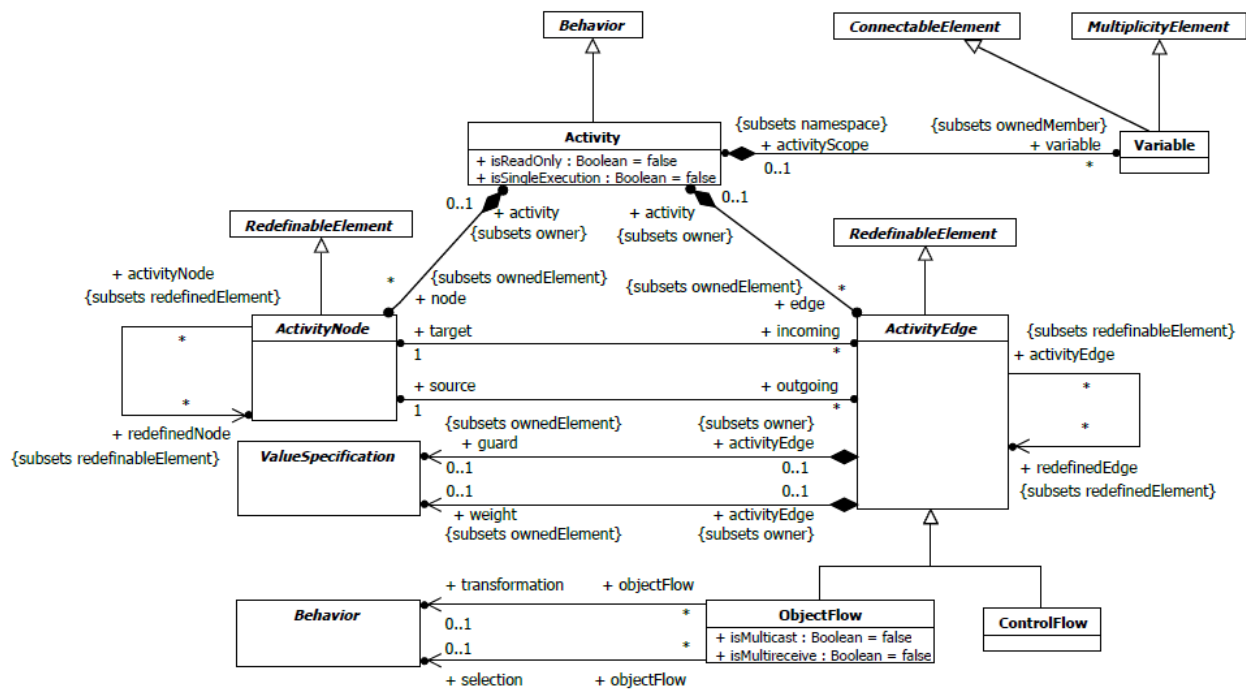 Behavior
ConnectableElement
MultiplicityElement
Activity
+ isReadOnly : Boolean = false
+ isSingleExecution : Boolean = false
{subsets namespace}
+ activityScope
0..1
{subsets ownedMember}
+ variable
*
Variable
0..1
+ activity
{subsets owner}
0..1
+ activity
{subsets owner}
RedefinableElement
RedefinableElement
+ activityNode
{subsets redefinedElement}
*
*
+ redefinedNode
{subsets redefinableElement}
*
{subsets ownedElement}
+ node
{subsets ownedElement}
*
+ edge
ActivityNode
ActivityEdge
+ target
1
+ incoming
*
+ source
1
+ outgoing
*
{subsets redefinableElement}
+ activityEdge
*
*
+ redefinedEdge
{subsets redefinedElement}
ValueSpecification
{subsets ownedElement}
+ guard
0..1
{subsets owner}
+ activityEdge
0..1
0..1
+ weight
{subsets ownedElement}
0..1
+ activityEdge
{subsets owner}
Behavior
+ transformation
0..1
+ objectFlow
*
0..1
+ selection
*
+ objectFlow
ObjectFlow
+ isMulticast : Boolean = false
+ isMultireceive : Boolean = false
ControlFlow